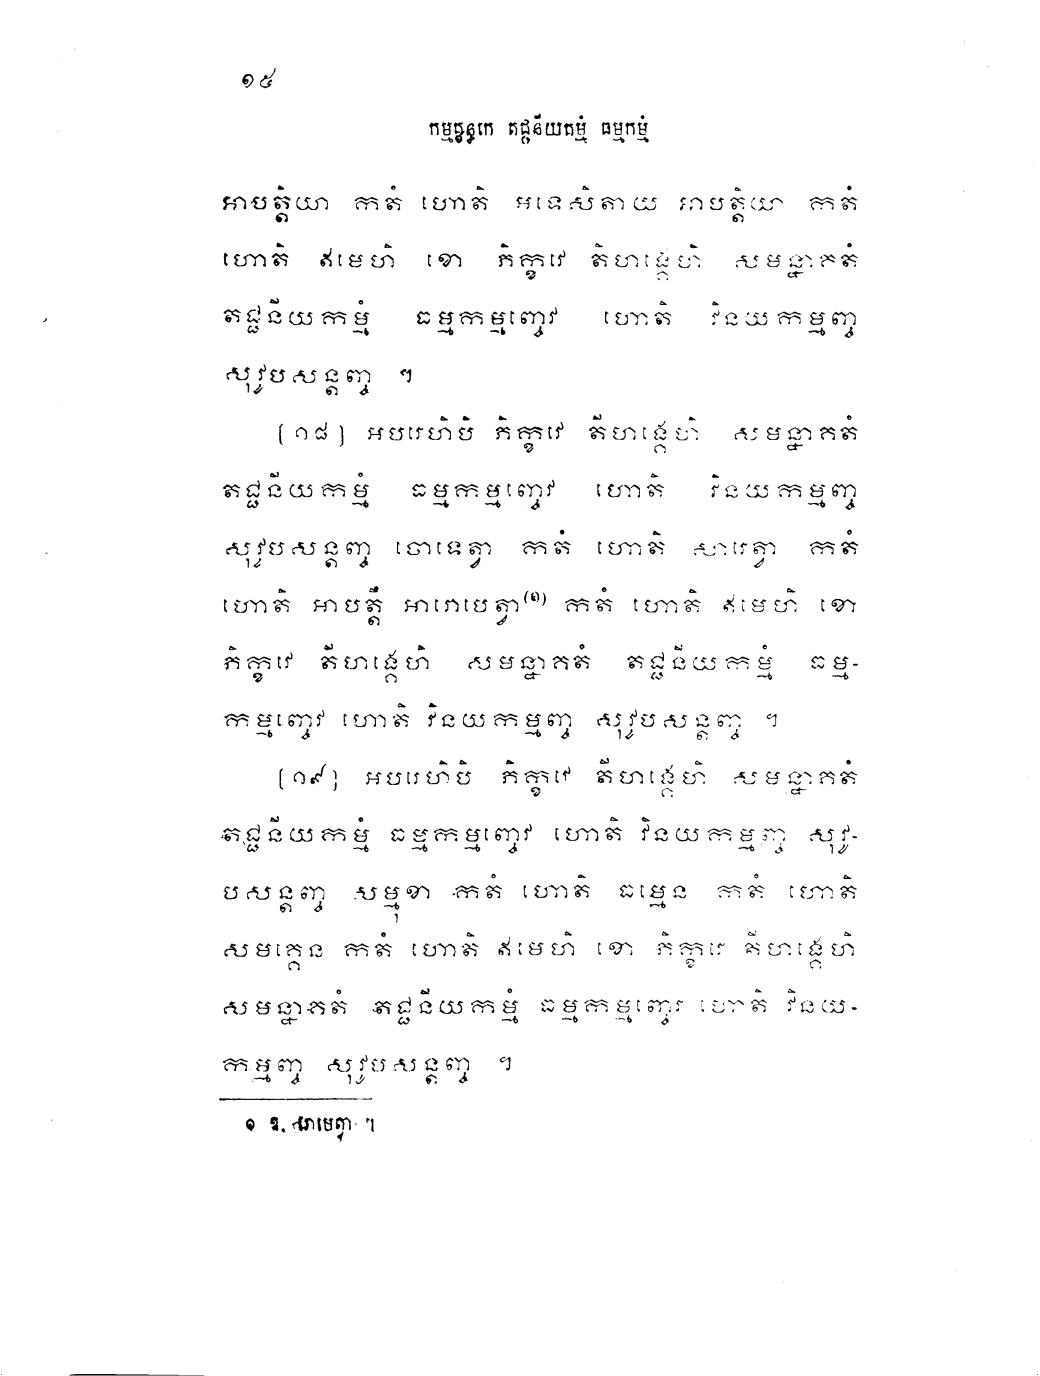 ១៥
កម្មក្ខន្ធកេ តជ្ជនីយកម្មំ ធម្មកម្មំ
អាបត្តិយា កតំ ហោតិ អទេសិតាយ អាបត្តិយា កតំ
ហោតិ ឥមេហិ ខោ ភិក្ខវេ តិហង្គេហិ សមន្នាគតំ
តជ្ជនីយកម្មំ ធម្មកម្មញ្ចេវ ហោតិ វិនយកម្មញ្ច
សុវូបសន្តញ្ច ។
[១៨] អបរេហិបិ ភិក្ខវេ តីហង្គេហិ សមន្នាគតំ
តជ្ជនីយកម្មំ ធម្មកម្មញ្ចេវ ហោតិ វិនយកម្មញ្ច
សុវូបសន្តញ្ច ចោទេត្វា កតំ ហោតិ សារេត្វា កតំ
ហោតិ អាបត្តឹ អារោបេត្វា(១) កតំ ហោតិ ឥមេហិ ខោ
ភិក្ខវេ តីហង្គេហិ សមន្នាគតំ តជ្ជនីយកម្មំ ធម្ម-
កម្មញ្ចេវ ហោតិ វិនយកម្មញ្ច សុវូបសន្តញ្ច ។
[១៩] អបរេហិបិ ភិក្ខវេ តីហង្គេហិ សមន្នាគតំ
តជ្ជនីយកម្មំ ធម្មកម្មញ្ចេវ ហោតិ វិនយកម្មញ្ច សុវូ-
បសន្តញ្ច សម្មុខា កតំ ហោតិ ធម្មេន កតំ ហោតិ
សមគ្គេន កតំ ហោតិ ឥមេហិ ខោ ភិក្ខវេ តីហង្គេហិ
សមន្នាគតំ តជ្ជនីយកម្មំ ធម្មកម្មញ្ចេវ ហោតិ វិនយ-
កម្មញ្ច សុវូបសន្តញ្ច ។
១ ឱ. រោបេត្វា ។